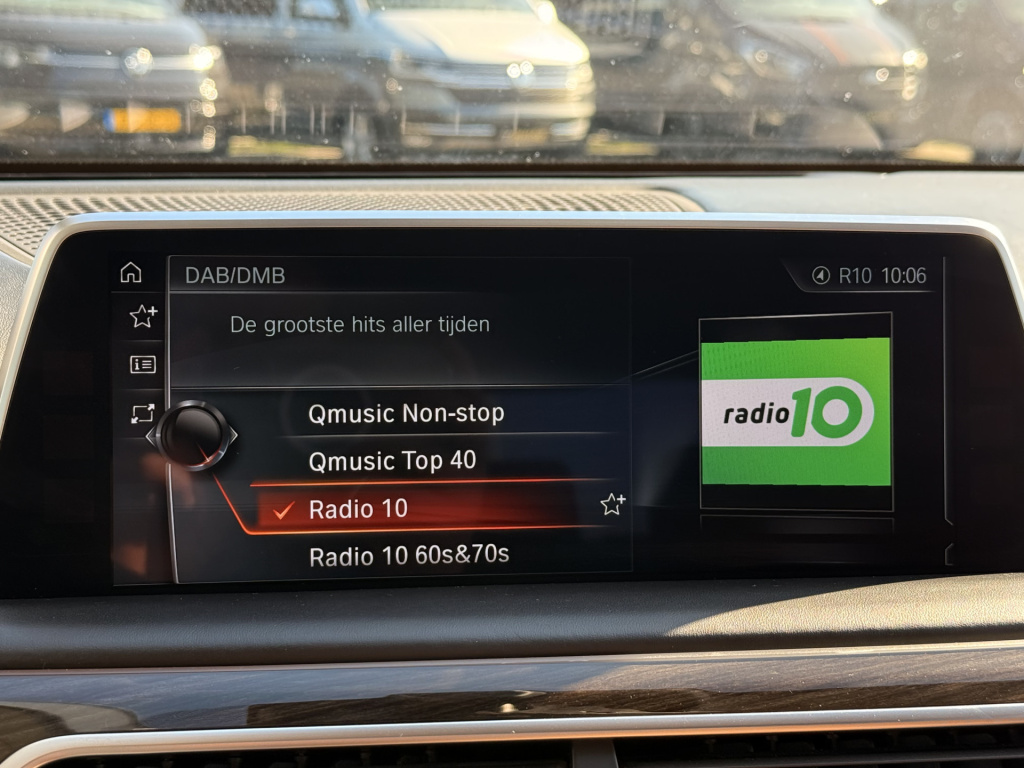 DAB/DMB
R10 10:06
De grootste hits aller tijden
Qmusic Non-stop
Qmusic Top 40
Radio 10
Radio 10 60s&70s
radio10